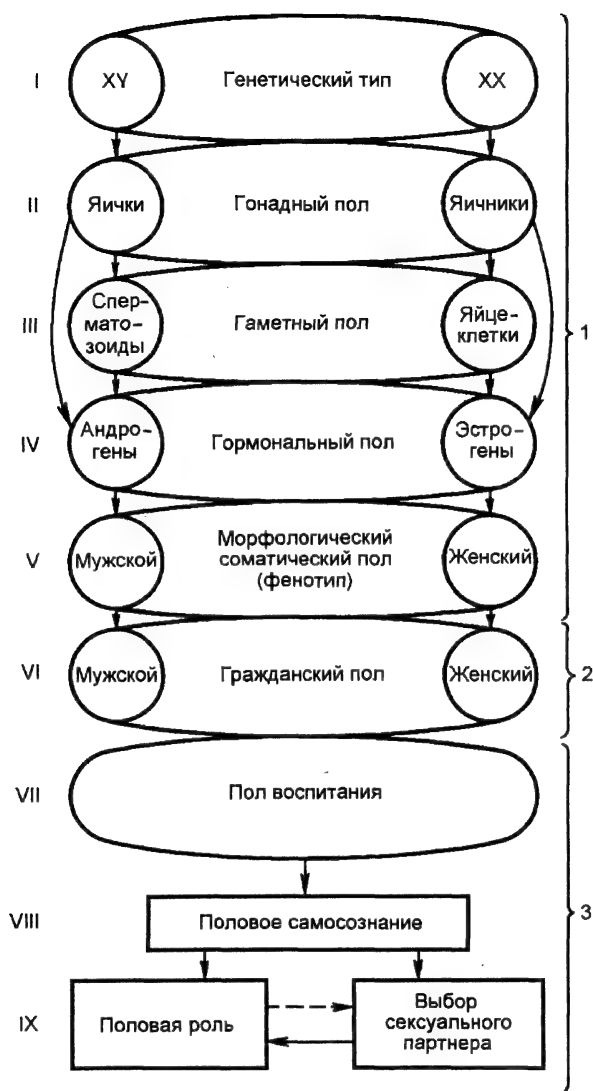 I
XY
Генетический тип
XX
II
Яички
Гонадный пол
Яичники
III
Спер-
мато-
зоиды
Гаметный пол
Яйце-
клетки
1
IV
Андро-
гены
Гормональный пол
Эстро-
гены
V
Мужской
Морфологический
соматический пол
(фенотип)
Женский
VI
Мужской
Гражданский пол
Женский
2
VII
Пол воспитания
VIII
Половое самосознание
3
IX
Половая роль
Выбор
сексуального
партнера